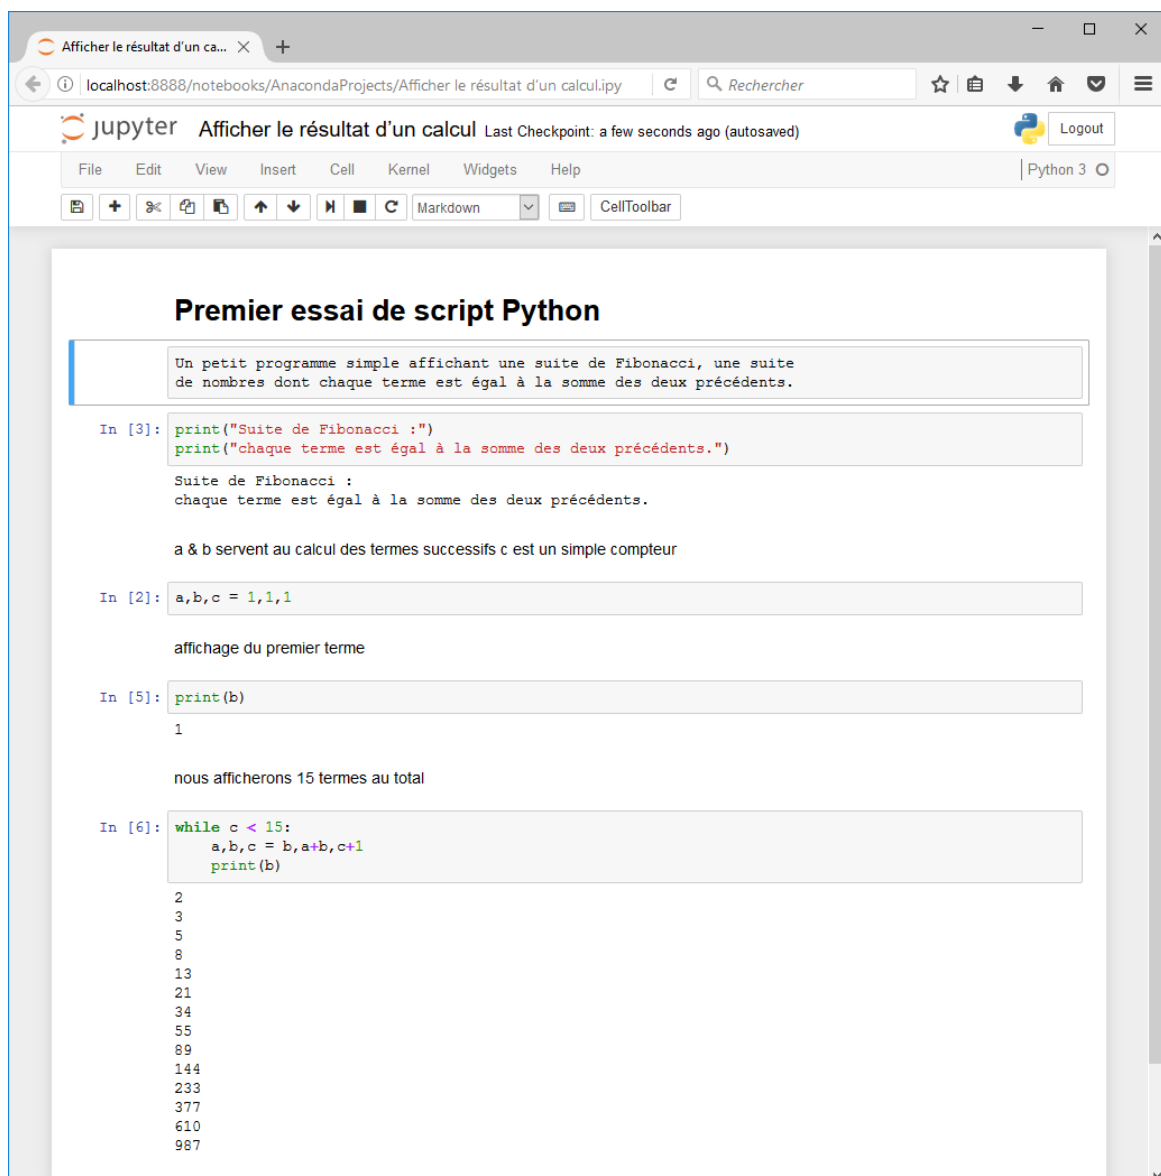 Afficher le résultat d'un ca...
localhost:8888/notebooks/AnacondaProjects/Afficher le résultat d'un calcul.ipy
Rechercher
jupyter Afficher le résultat d'un calcul Last Checkpoint: a few seconds ago (autosaved)
Logout
File Edit View Insert Cell Kernel Widgets Help
Python 3
Markdown
CellToolbar
Premier essai de script Python
Un petit programme simple affichant une suite de Fibonacci, une suite
de nombres dont chaque terme est égal à la somme des deux précédents.
In [3]: print("Suite de Fibonacci :")
print("chaque terme est égal à la somme des deux précédents.")
Suite de Fibonacci :
chaque terme est égal à la somme des deux précédents.
a & b servent au calcul des termes successifs c est un simple compteur
In [2]: a,b,c = 1,1,1
affichage du premier terme
In [5]: print(b)
1
nous afficherons 15 termes au total
In [6]: while c < 15:
    a,b,c = b,a+b,c+1
    print(b)
2
3
5
8
13
21
34
55
89
144
233
377
610
987